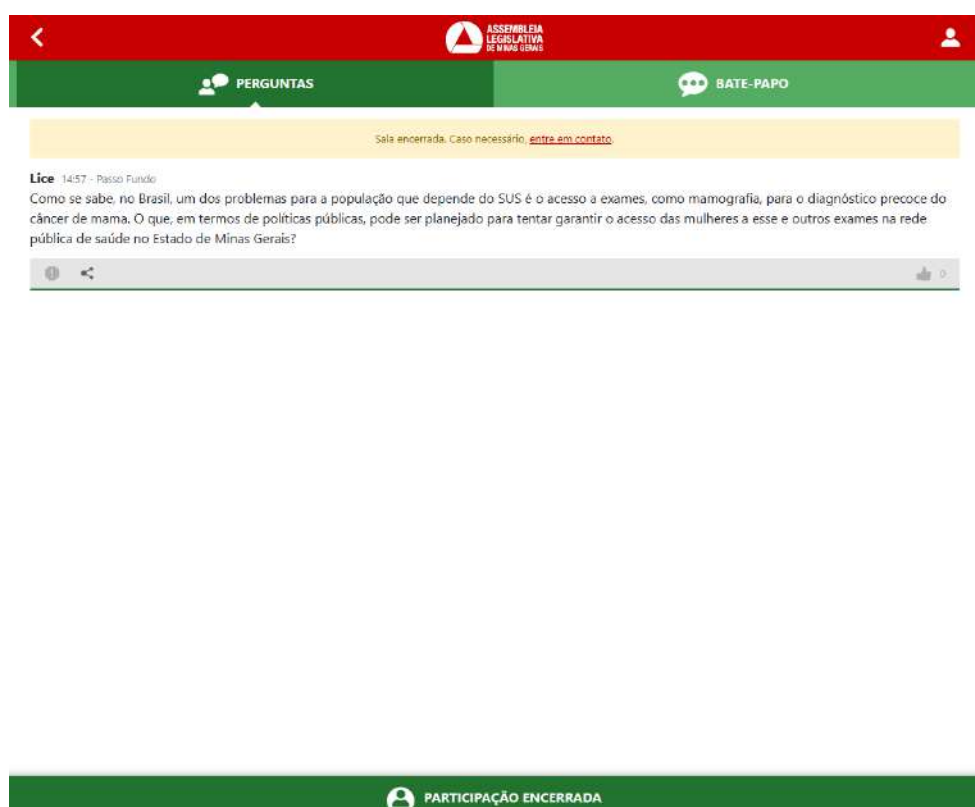 ASSEMBLEIA
LEGISLATIVA
DE MINAS GERAIS
PERGUNTAS
BATE-PAPO
Sala encerrada. Caso necessário, entre em contato.
Lice 14:57 - Passo Fundo
Como se sabe, no Brasil, um dos problemas para a população que depende do SUS é o acesso a exames, como mamografia, para o diagnóstico precoce do
câncer de mama. O que, em termos de políticas públicas, pode ser planejado para tentar garantir o acesso das mulheres a esse e outros exames na rede
pública de saúde no Estado de Minas Gerais?
0
PARTICIPAÇÃO ENCERRADA